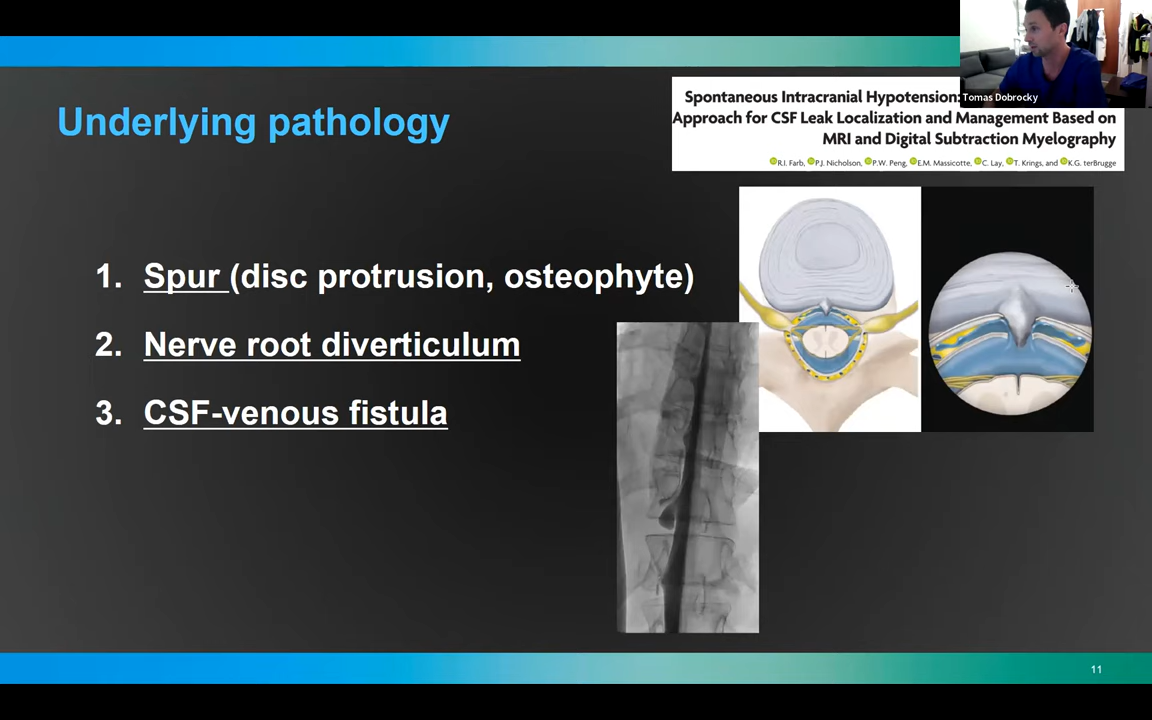 Underlying pathology
Spontaneous Intracranial Hypotension:
Approach for CSF Leak Localization and Management Based on
MRI and Digital Subtraction Myelography
R.I. Farb, P.J. Nicholson, P.W. Peng, E.M. Massicotte, C. Lay, T. Krings, and K.G. terBrugge
Tomas Dobrocky
1. Spur (disc protrusion, osteophyte)
2. Nerve root diverticulum
3. CSF-venous fistula
11